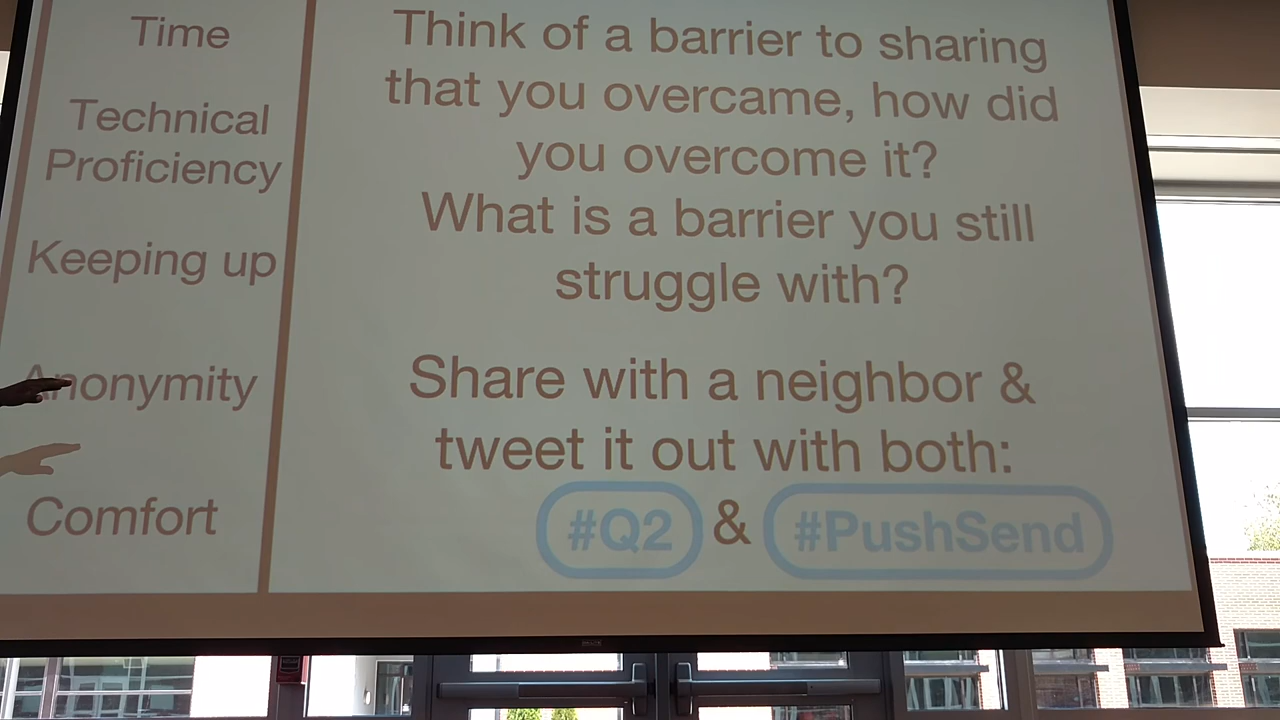 Time
Technical
Proficiency
Keeping up
Anonymity
Comfort
Think of a barrier to sharing
that you overcame, how did
you overcome it?
What is a barrier you still
struggle with?
Share with a neighbor &
tweet it out with both:
#Q2 & #PushSend